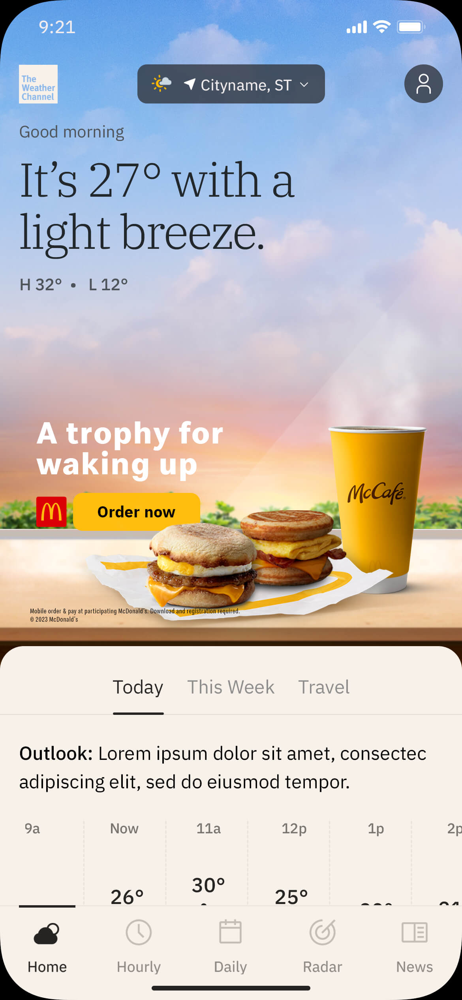 9:21
The
Weather
Channel
Cityname, ST
Good morning
It's 27° with a
light breeze.
H 32° • L 12°
A trophy for
waking up
Order now
McCafé®
Mobile order & pay at participating McDonald's. Download and registration required.
© 2023 McDonald's
Today This Week Travel
Outlook: Lorem ipsum dolor sit amet, consectec
adipiscing elit, sed do eiusmod tempor.
9a Now 11a 12p 1p 2p
26° 30° 25°
Home Hourly Daily Radar News